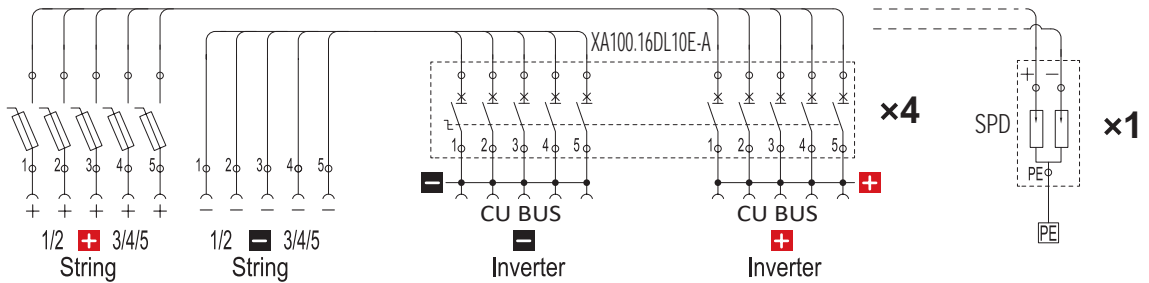 XA100.16DL10E-A
×4
+ −
SPD
×1
PE
PE
1 2 3 4 5
1 2 3 4 5
1 2 3 4 5
1 2 3 4 5
+ + + + +
− − − − −
−
+
CU BUS
CU BUS
1/2 + 3/4/5
String
1/2 − 3/4/5
String
−
Inverter
+
Inverter